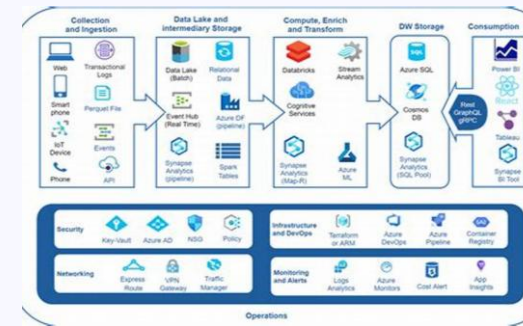 Collection
and Ingestion
Data Lake and
intermediary Storage
Compute, Enrich
and Transform
DW Storage
Consumption
Web
Transactional
Logs
Smart
phone
Parquet File
IoT
Device
Events
Phone
API
Data Lake
(Batch)
Relational
Data
Event Hub
(Real Time)
Azure DF
(pipeline)
Synapse
Analytics
(pipeline)
Spark
Tables
Databricks
Stream
Analytics
Cognitive
Services
Synapse
Analytics
(Map-R)
Azure
ML
Azure SQL
Cosmos
DB
Synapse
Analytics
(SQL Pool)
Rest
GraphQL
gRPC
Power BI
React
Tableau
Synapse
BI Tool
Security
Key-Vault
Azure AD
NSG
Policy
Networking
Express
Route
VPN
Gateway
Traffic
Manager
Infrastructure
and DevOps
Terraform
or ARM
Azure
DevOps
Azure
Pipeline
Container
Registry
Monitoring
and Alerts
Logs
Analytics
Azure
Monitors
Cost Alert
App
Insights
Operations